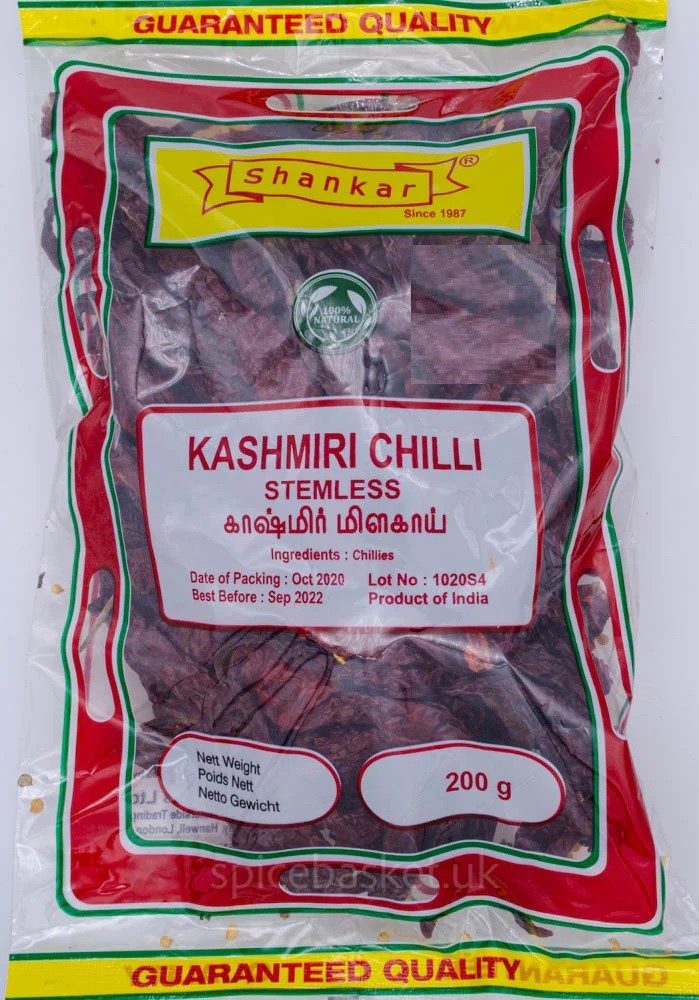 GUARANTEED QUALITY
Shankar®
Since 1987
100%
NATURAL
KASHMIRI CHILLI
STEMLESS
காஷ்மிர் மிளகாய்
Ingredients : Chillies
Date of Packing : Oct 2020 Lot No : 1020S4
Best Before : Sep 2022 Product of India
Nett Weight
Poids Nett
Netto Gewicht
200 g
spicebasket.uk
GUARANTEED QUALITY